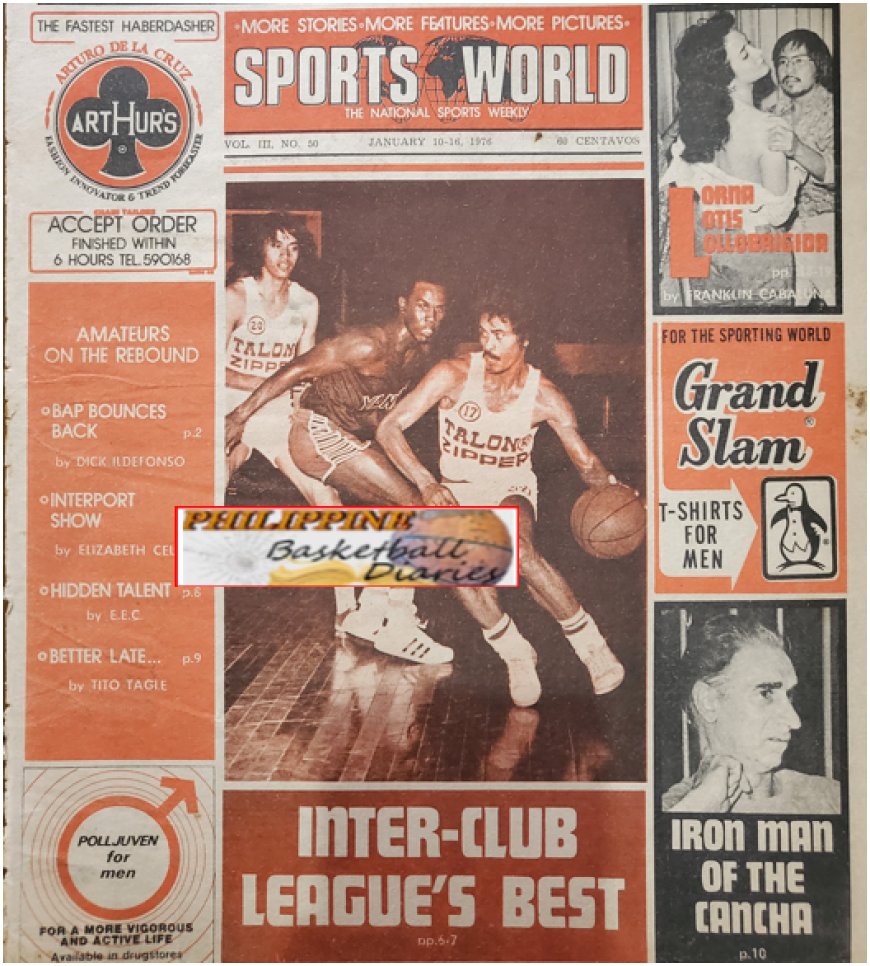 THE FASTEST HABERDASHER
ARTURO DE LA CRUZ
ARTHUR'S
FASHION INNOVATOR & TREND FORECASTER
ACCEPT ORDER
FINISHED WITHIN
6 HOURS TEL. 590168
•MORE STORIES•MORE FEATURES•MORE PICTURES•
SPORTS WORLD
THE NATIONAL SPORTS WEEKLY
VOL. III, NO. 50 JANUARY 10-16, 1976 60 CENTAVOS
LORNA
OTIS
LOLLOBRIGIDA
pp.
by FRANKLIN
AMATEURS
ON THE REBOUND
BAP BOUNCES
BACK p.2
by DICK ILDEFONSO
INTERPORT
SHOW
by ELIZABETH
HIDDEN TALENT
by E.E.C.
BETTER LATE... p.9
by TITO TAGLE
20
TALON
ZIPPER
17
TALON
ZIPPER
PHILIPPINE
Basketball
Diaries
FOR THE SPORTING WORLD
Grand
Slam®
T-SHIRTS
FOR
MEN
POLLJUVEN
for
men
FOR A MORE VIGOROUS
AND ACTIVE LIFE
Available in drugstores
INTER-CLUB
LEAGUE'S BEST
pp.6-7
IRON MAN
OF THE
CANCHA
p.10